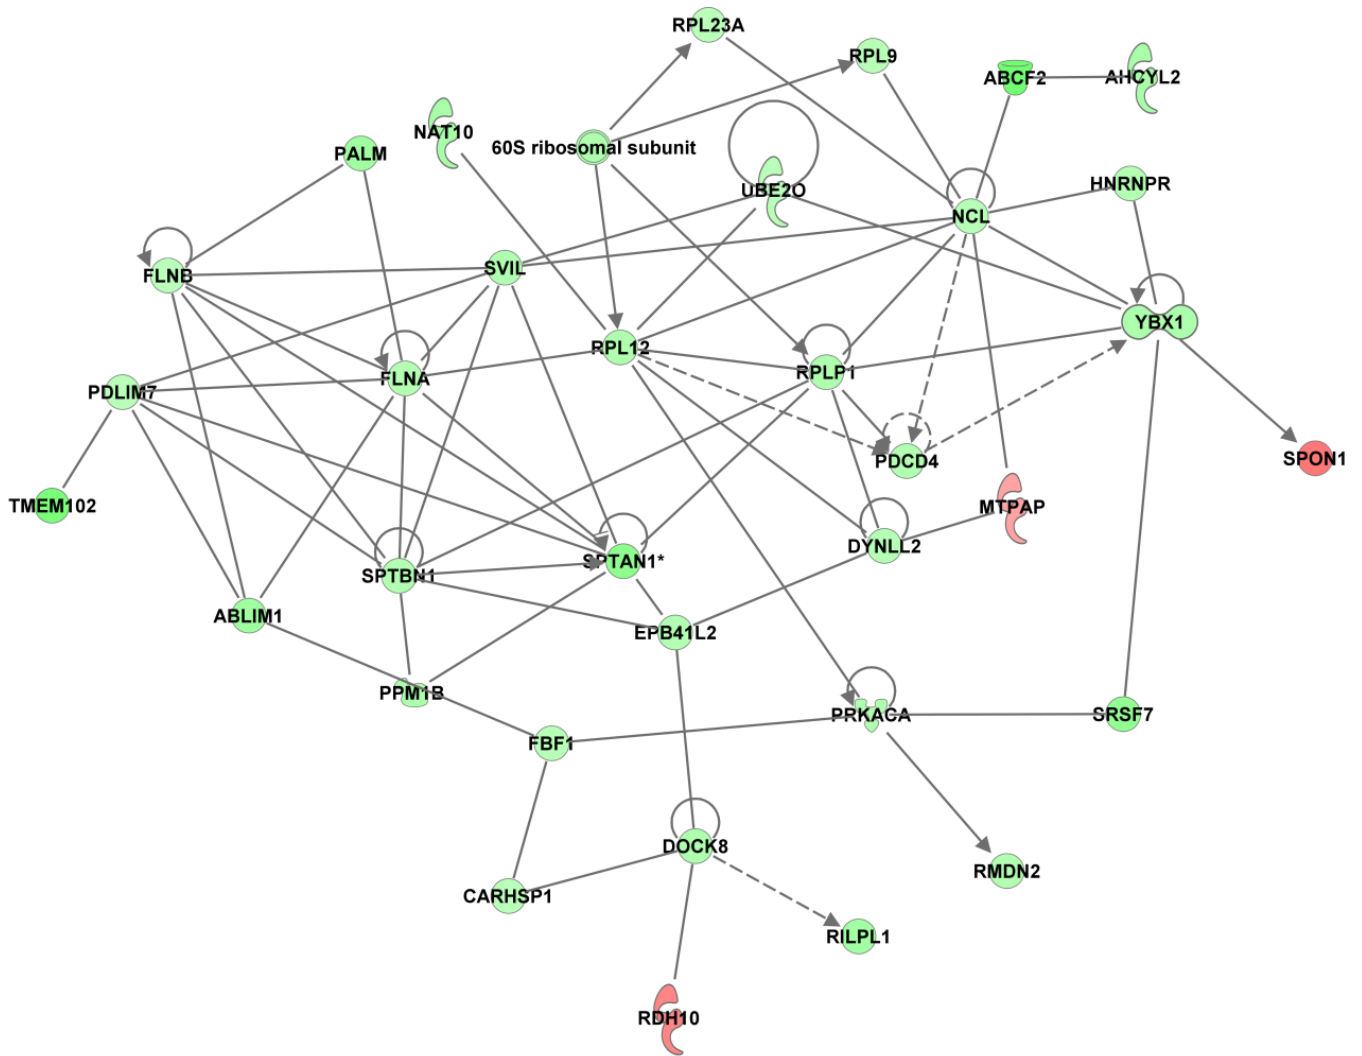 RPL23A
RPL9
ABCF2
AHCYL2
NAT10
60S ribosomal subunit
PALM
UBE2O
HNRNPR
NCL
FLNB
SVIL
YBX1
RPL12
RPLP1
FLNA
PDLIM7
PDCD4
SPON1
TMEM102
MTPAP
DYNLL2
SPTBN1
SPTAN1*
ABLIM1
EPB41L2
PPM1B
PRKACA
SRSF7
FBF1
DOCK8
RMDN2
CARHSP1
RILPL1
RDH10